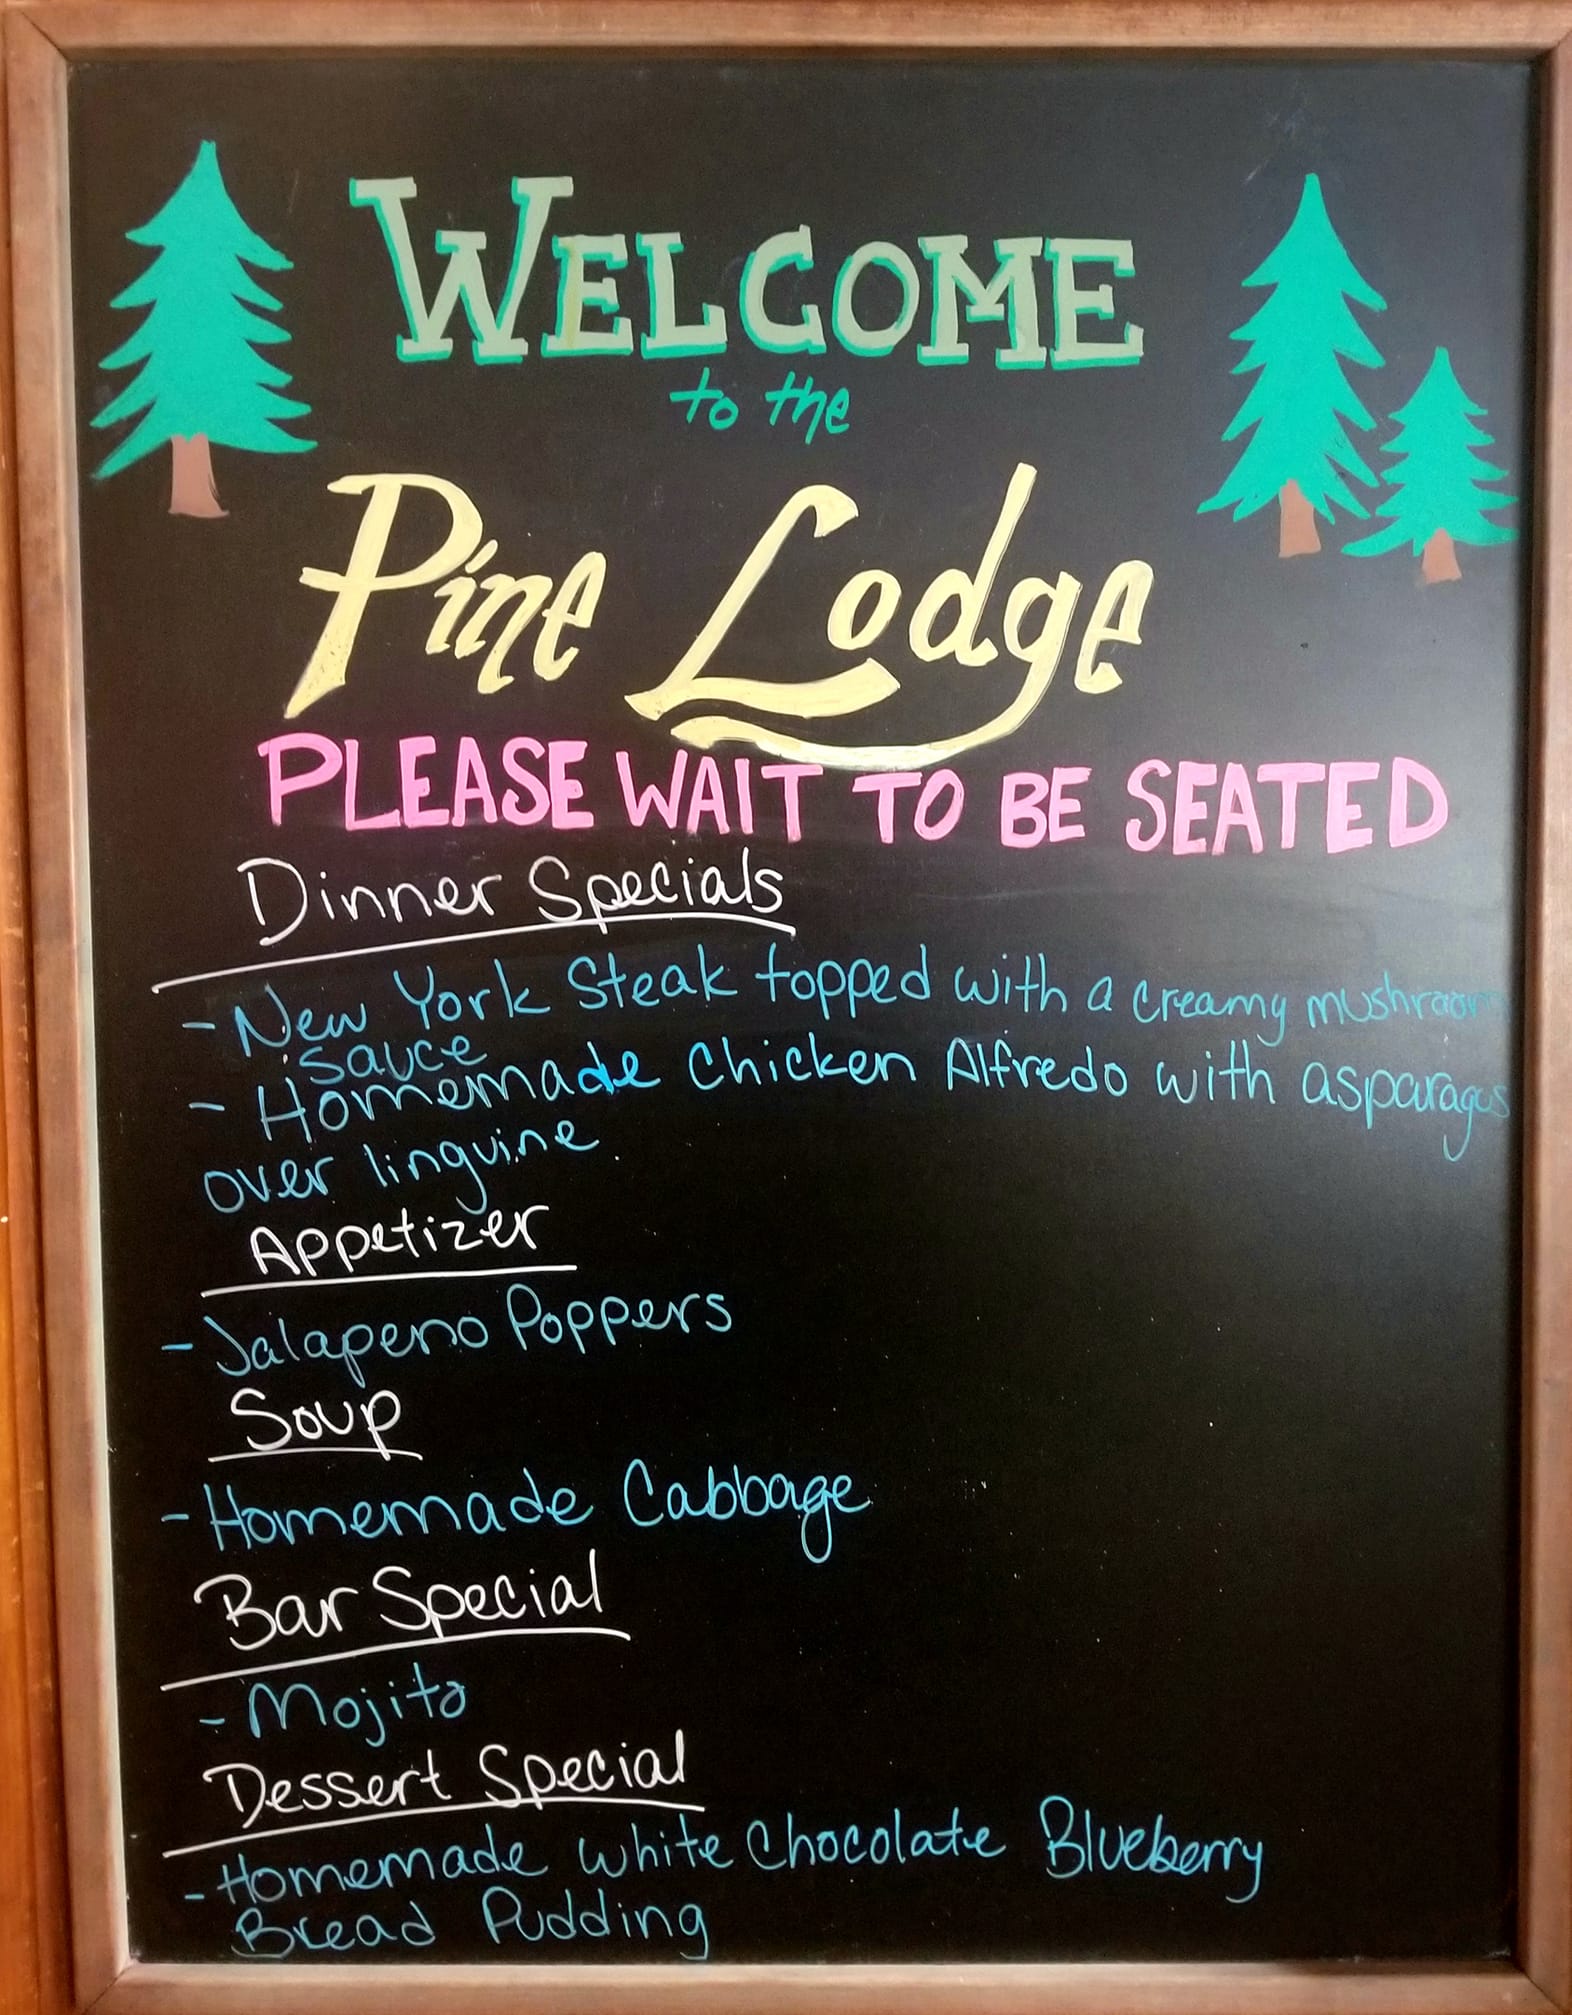 WELCOME
to the
Pine Lodge
PLEASE WAIT TO BE SEATED
Dinner Specials
- New York Steak topped with a creamy mushroom
sauce
- Homemade Chicken Alfredo with asparagus
over linguine.
Appetizer
- Jalapeno Poppers
Soup
- Homemade Cabbage
Bar Special
- Mojito
Dessert Special
- Homemade White Chocolate Blueberry
Bread Pudding